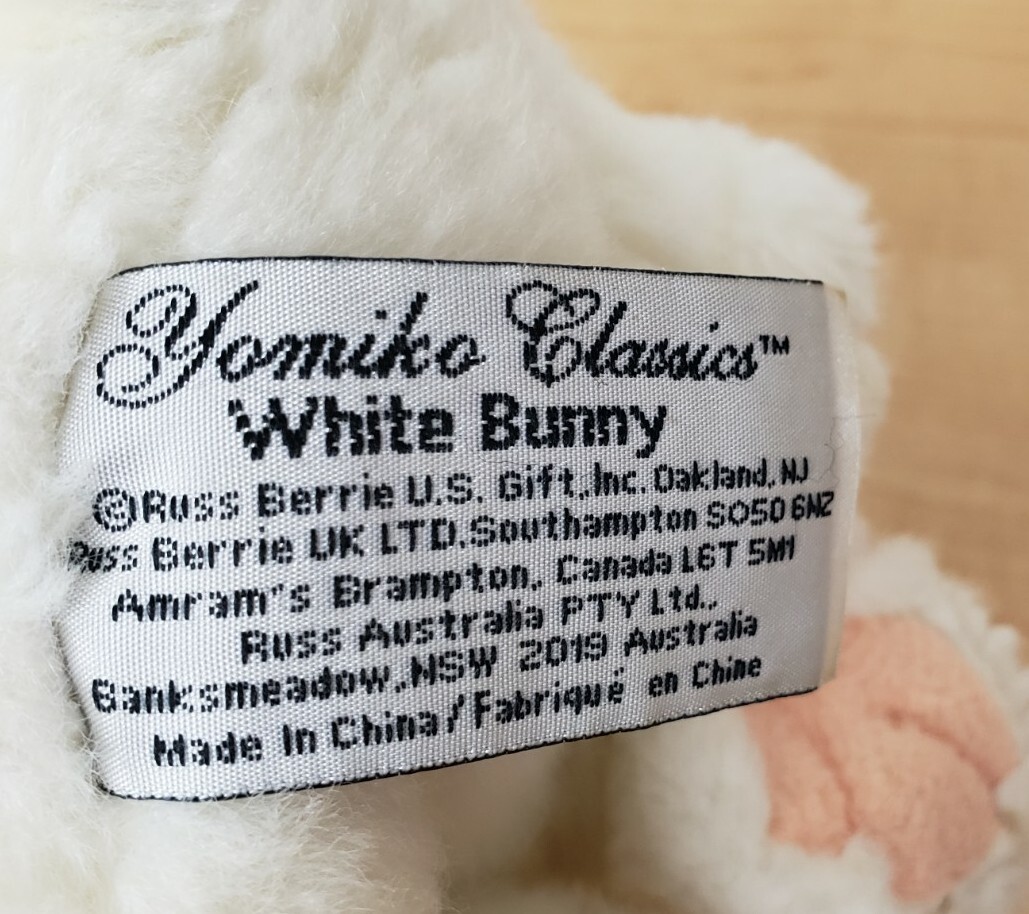 Yomiko Classics™
White Bunny
©Russ Berrie U.S. Gift,.Inc. Oakland, NJ
Russ Berrie UK LTD.Southampton SO50 6NZ
Amram's Brampton, Canada L6T 5M1
Russ Australia PTY Ltd.,
Banksmeadow,.NSW 2019 Australia
Made In China/Fabriqué en Chine